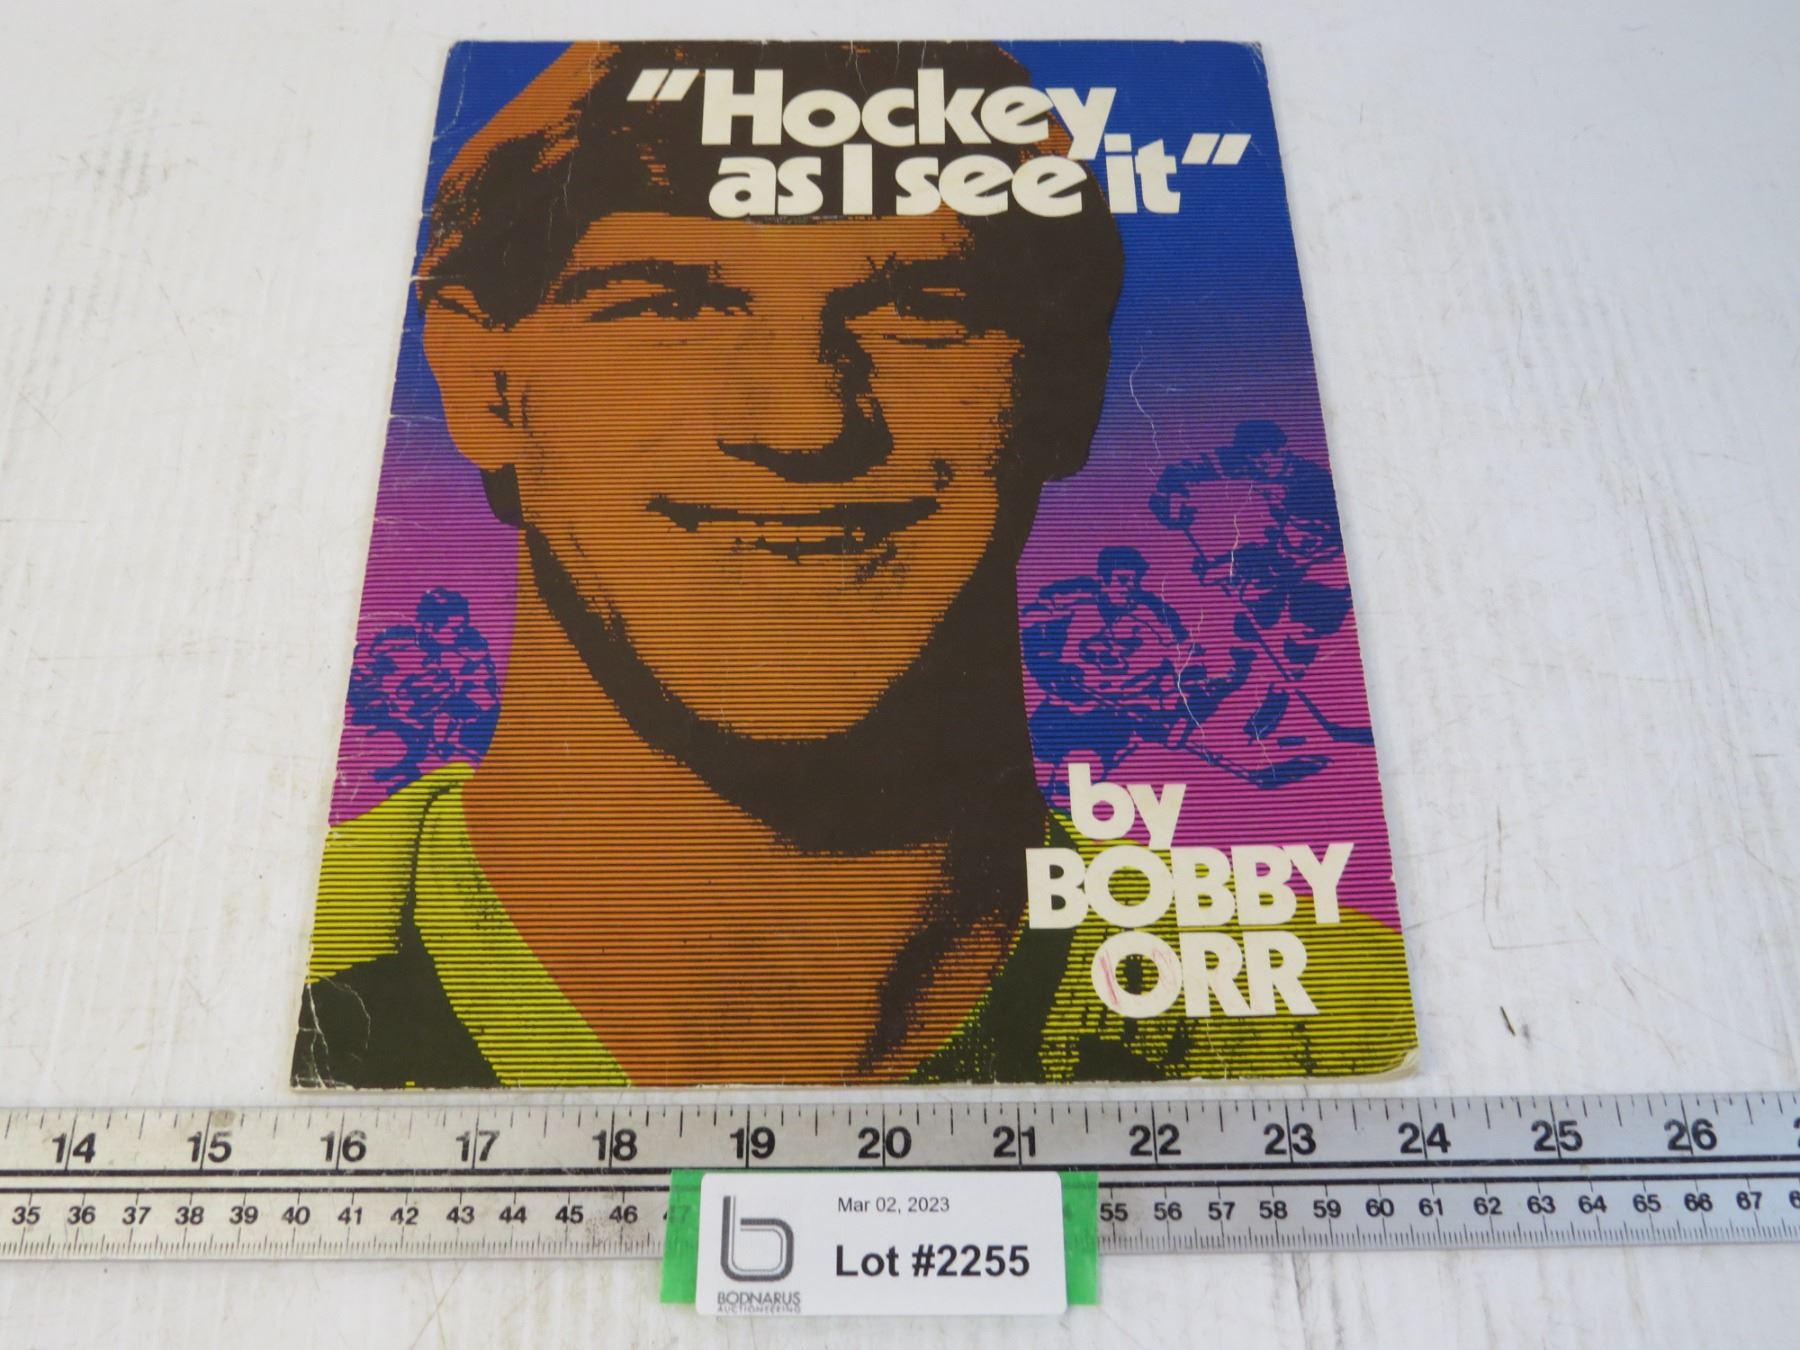 "Hockey
as I see it"
by
BOBBY
ORR
14 15 16 17 18 19 20 21 22 23 24 25 26
35 36 37 38 39 40 41 42 43 44 45 46 47 55 56 57 58 59 60 61 62 63 64 65 66 67
Mar 02, 2023
Lot #2255
BODNARUS
AUCTIONEERING